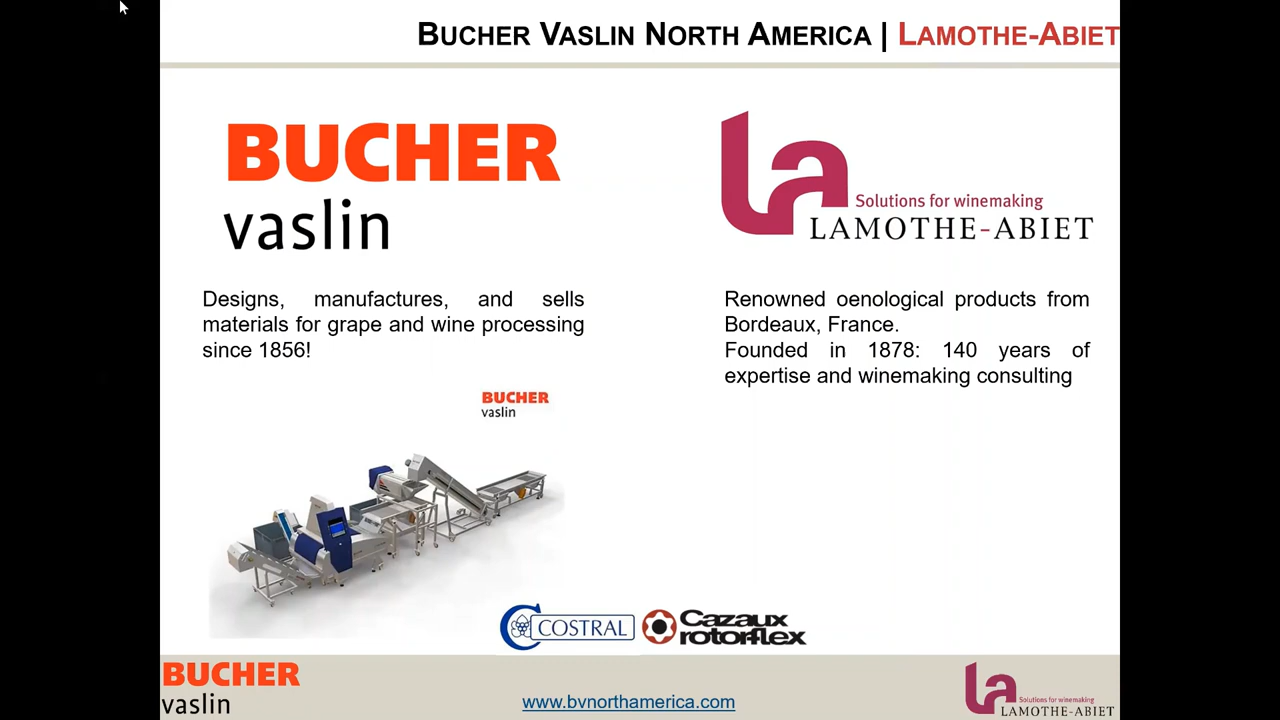 BUCHER VASLIN NORTH AMERICA | LAMOTHE-ABIET
BUCHER
vaslin
La
Solutions for winemaking
LAMOTHE-ABIET
Designs, manufactures, and sells
materials for grape and wine processing
since 1856!
Renowned oenological products from
Bordeaux, France.
Founded in 1878: 140 years of
expertise and winemaking consulting
BUCHER
vaslin
COSTRAL
Cazaux
rotorflex
BUCHER
vaslin
www.bvnorthamerica.com
La
Solutions for winemaking
LAMOTHE-ABIET